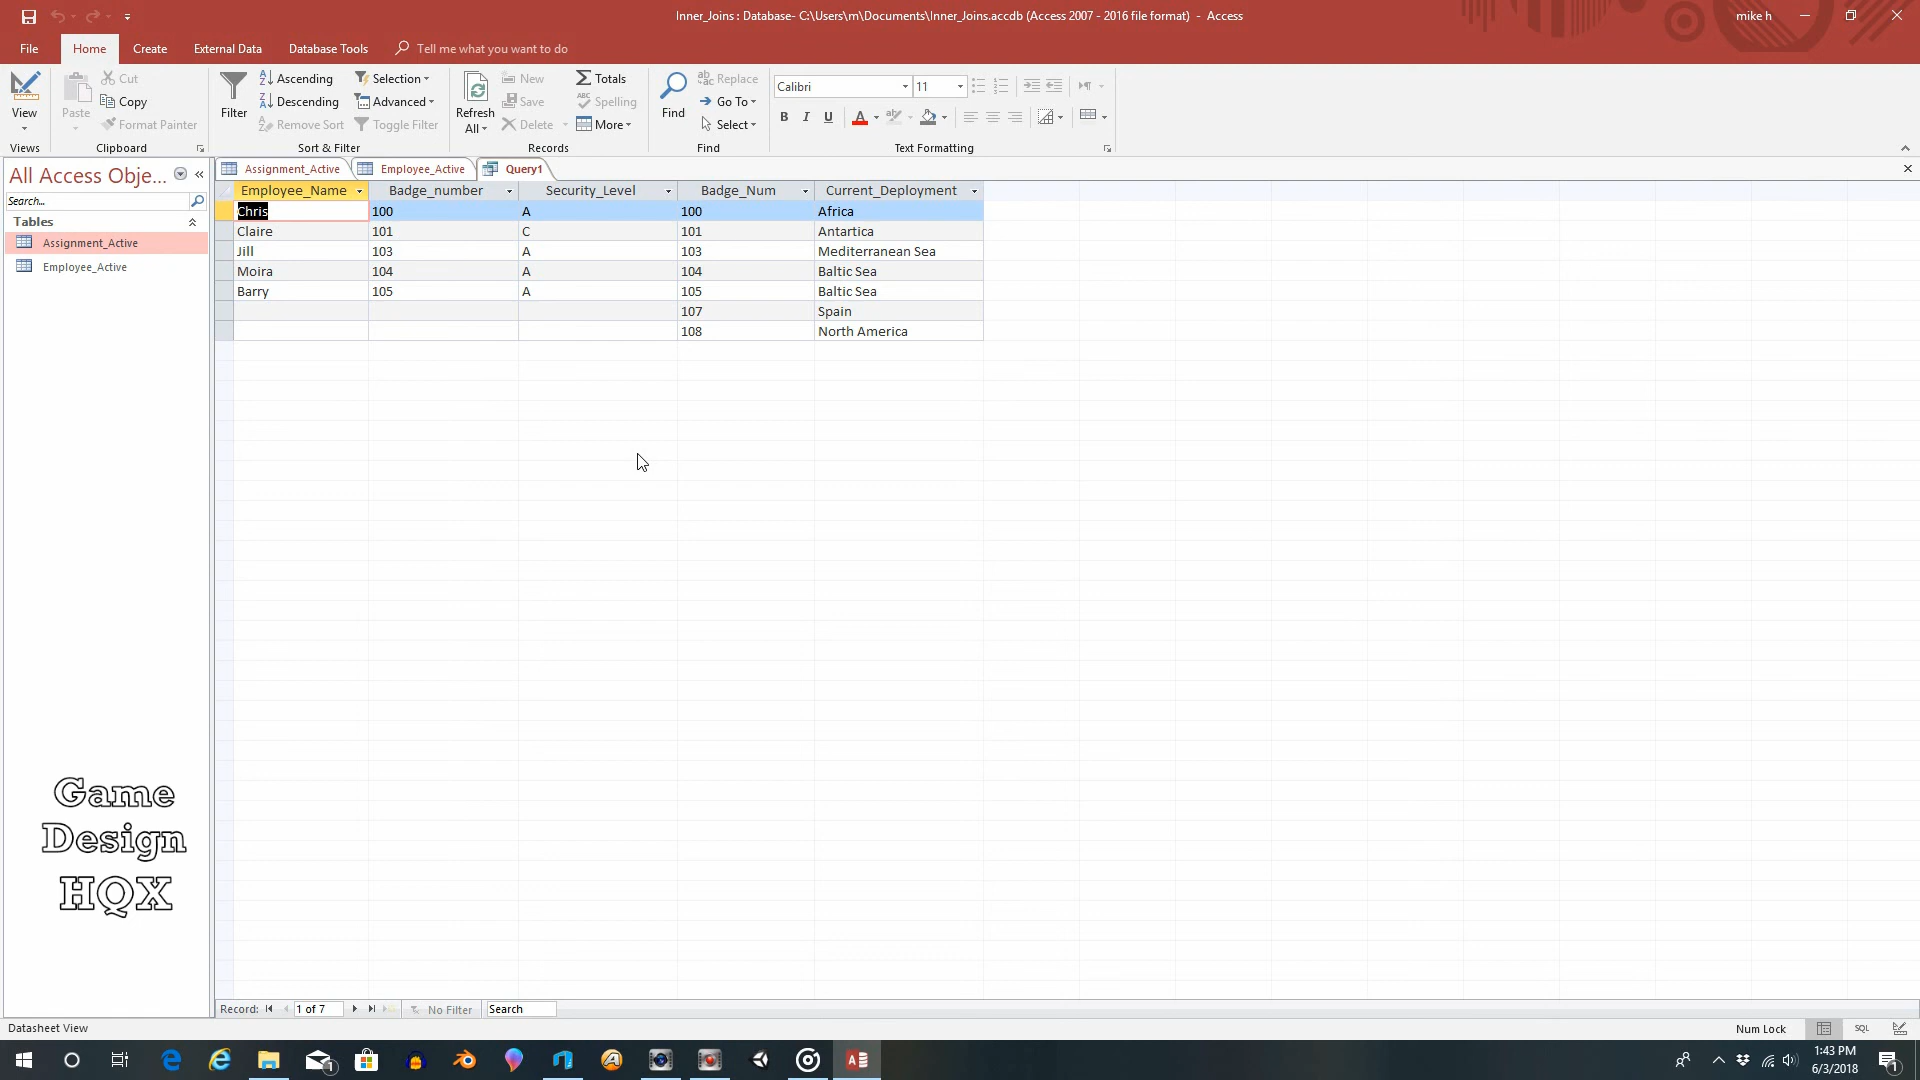 Inner_Joins : Database- C:\Users\m\Documents\Inner_Joins.accdb (Access 2007 - 2016 file format)  -  Access
mike h
File
Home
Create
External Data
Database Tools
Tell me what you want to do
View
Views
Paste
Cut
Copy
Format Painter
Clipboard
Filter
Ascending
Descending
Remove Sort
Selection
Advanced
Toggle Filter
Sort & Filter
Refresh
All
New
Save
Delete
Totals
Spelling
More
Records
Find
Replace
Go To
Select
Find
Calibri
11
B I U
Text Formatting
All Access Obje...
Search...
Tables
Assignment_Active
Employee_Active
Assignment_Active Employee_Active Query1
Employee_Name Badge_number Security_Level Badge_Num Current_Deployment
Chris 100 A 100 Africa
Claire 101 C 101 Antartica
Jill 103 A 103 Mediterranean Sea
Moira 104 A 104 Baltic Sea
Barry 105 A 105 Baltic Sea
107 Spain
108 North America
Game
Design
HQX
Record: 1 of 7 No Filter Search
Datasheet View
Num Lock
SQL
1:43 PM
6/3/2018